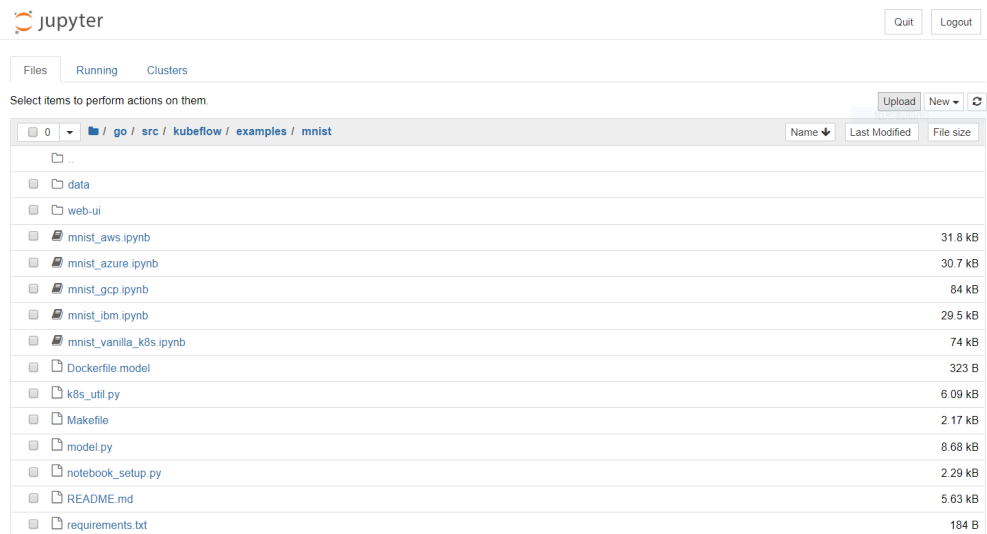 jupyter Quit Logout
Files Running Clusters
Select items to perform actions on them. Upload New
0 / go / src / kubeflow / examples / mnist Name Last Modified File size
..
data
web-ui
mnist_aws.ipynb 31.8 kB
mnist_azure.ipynb 30.7 kB
mnist_gcp.ipynb 84 kB
mnist_ibm.ipynb 29.5 kB
mnist_vanilla_k8s.ipynb 74 kB
Dockerfile.model 323 B
k8s_util.py 6.09 kB
Makefile 2.17 kB
model.py 8.68 kB
notebook_setup.py 2.29 kB
README.md 5.63 kB
requirements.txt 184 B